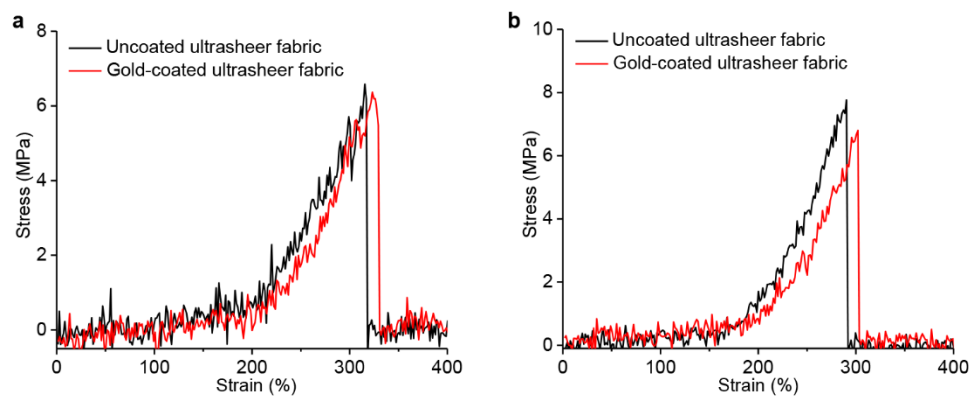 a
8
Uncoated ultrasheer fabric
Gold-coated ultrasheer fabric
6
4
2
0
Stress (MPa)
0 100 200 300 400
Strain (%)
b
10
Uncoated ultrasheer fabric
Gold-coated ultrasheer fabric
8
6
4
2
0
Stress (MPa)
0 100 200 300 400
Strain (%)